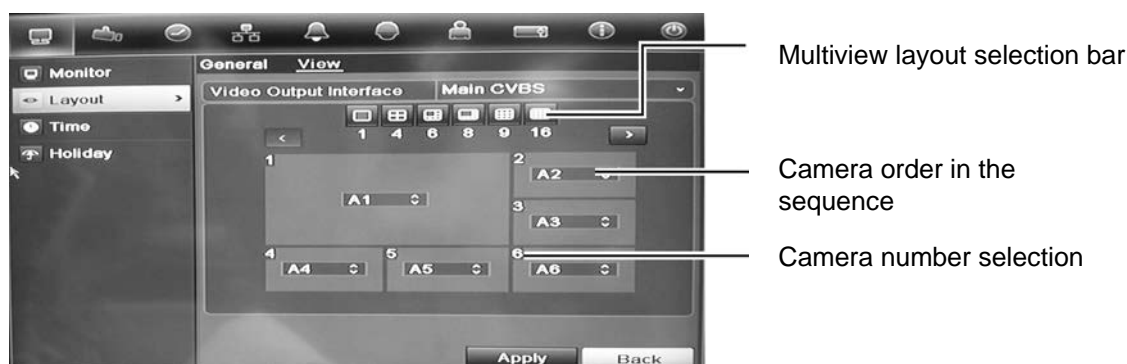 General View
Monitor
Video Output Interface Main CVBS
Layout
Time
1 4 6 8 9 16
Holiday
< >
1
A1
2
A2
3
A3
4
A4
5
A5
6
A6
Apply Back
Multiview layout selection bar
Camera order in the
sequence
Camera number selection